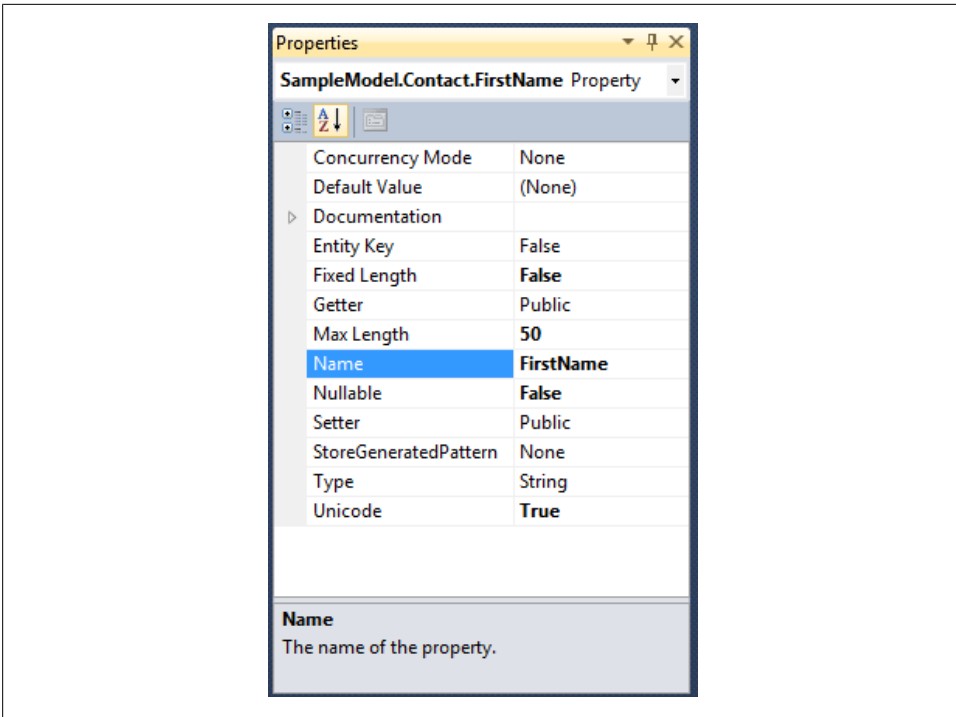 Properties
SampleModel.Contact.FirstName Property
A
Z
Concurrency Mode None
Default Value (None)
Documentation
Entity Key False
Fixed Length False
Getter Public
Max Length 50
Name FirstName
Nullable False
Setter Public
StoreGeneratedPattern None
Type String
Unicode True
Name
The name of the property.